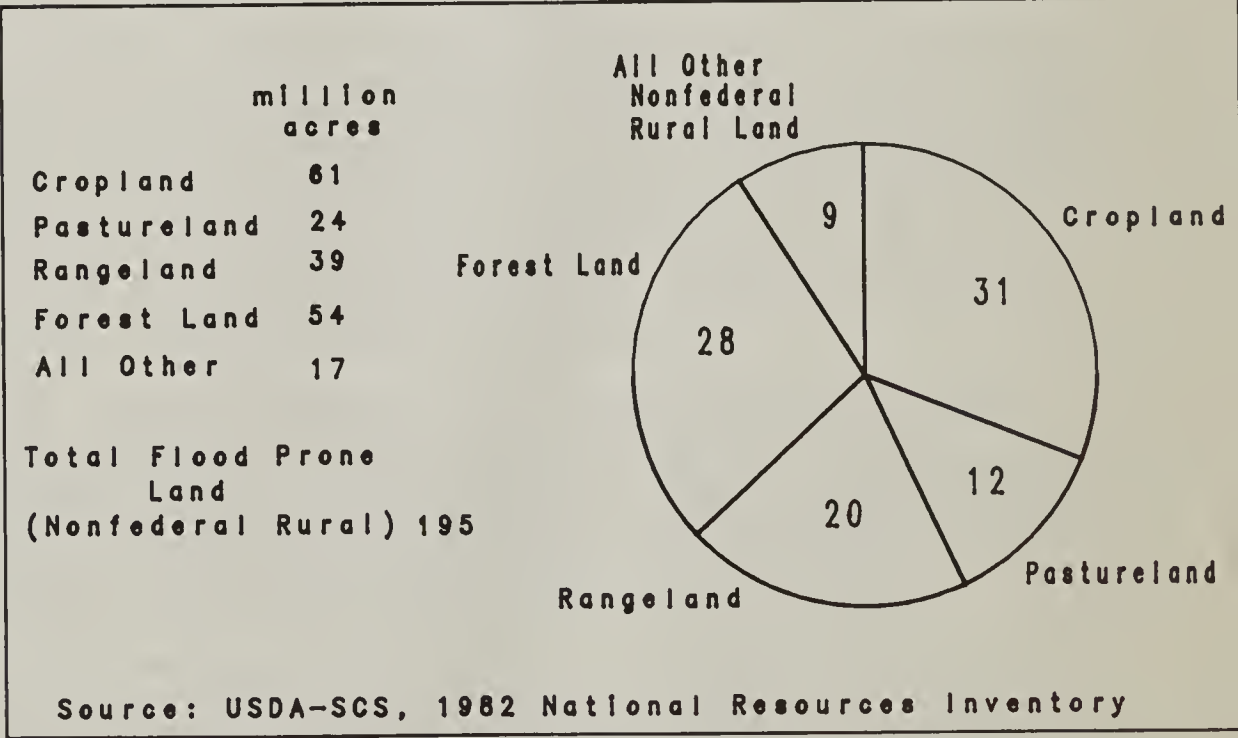 million
acres
Cropland 61
Pastureland 24
Rangeland 39
Forest Land 54
All Other 17
Total Flood Prone
Land
(Nonfederal Rural) 195
All Other
Nonfederal
Rural Land
9
Cropland
31
Forest Land
28
12
20
Pastureland
Rangeland
Source: USDA-SCS, 1982 National Resources Inventory